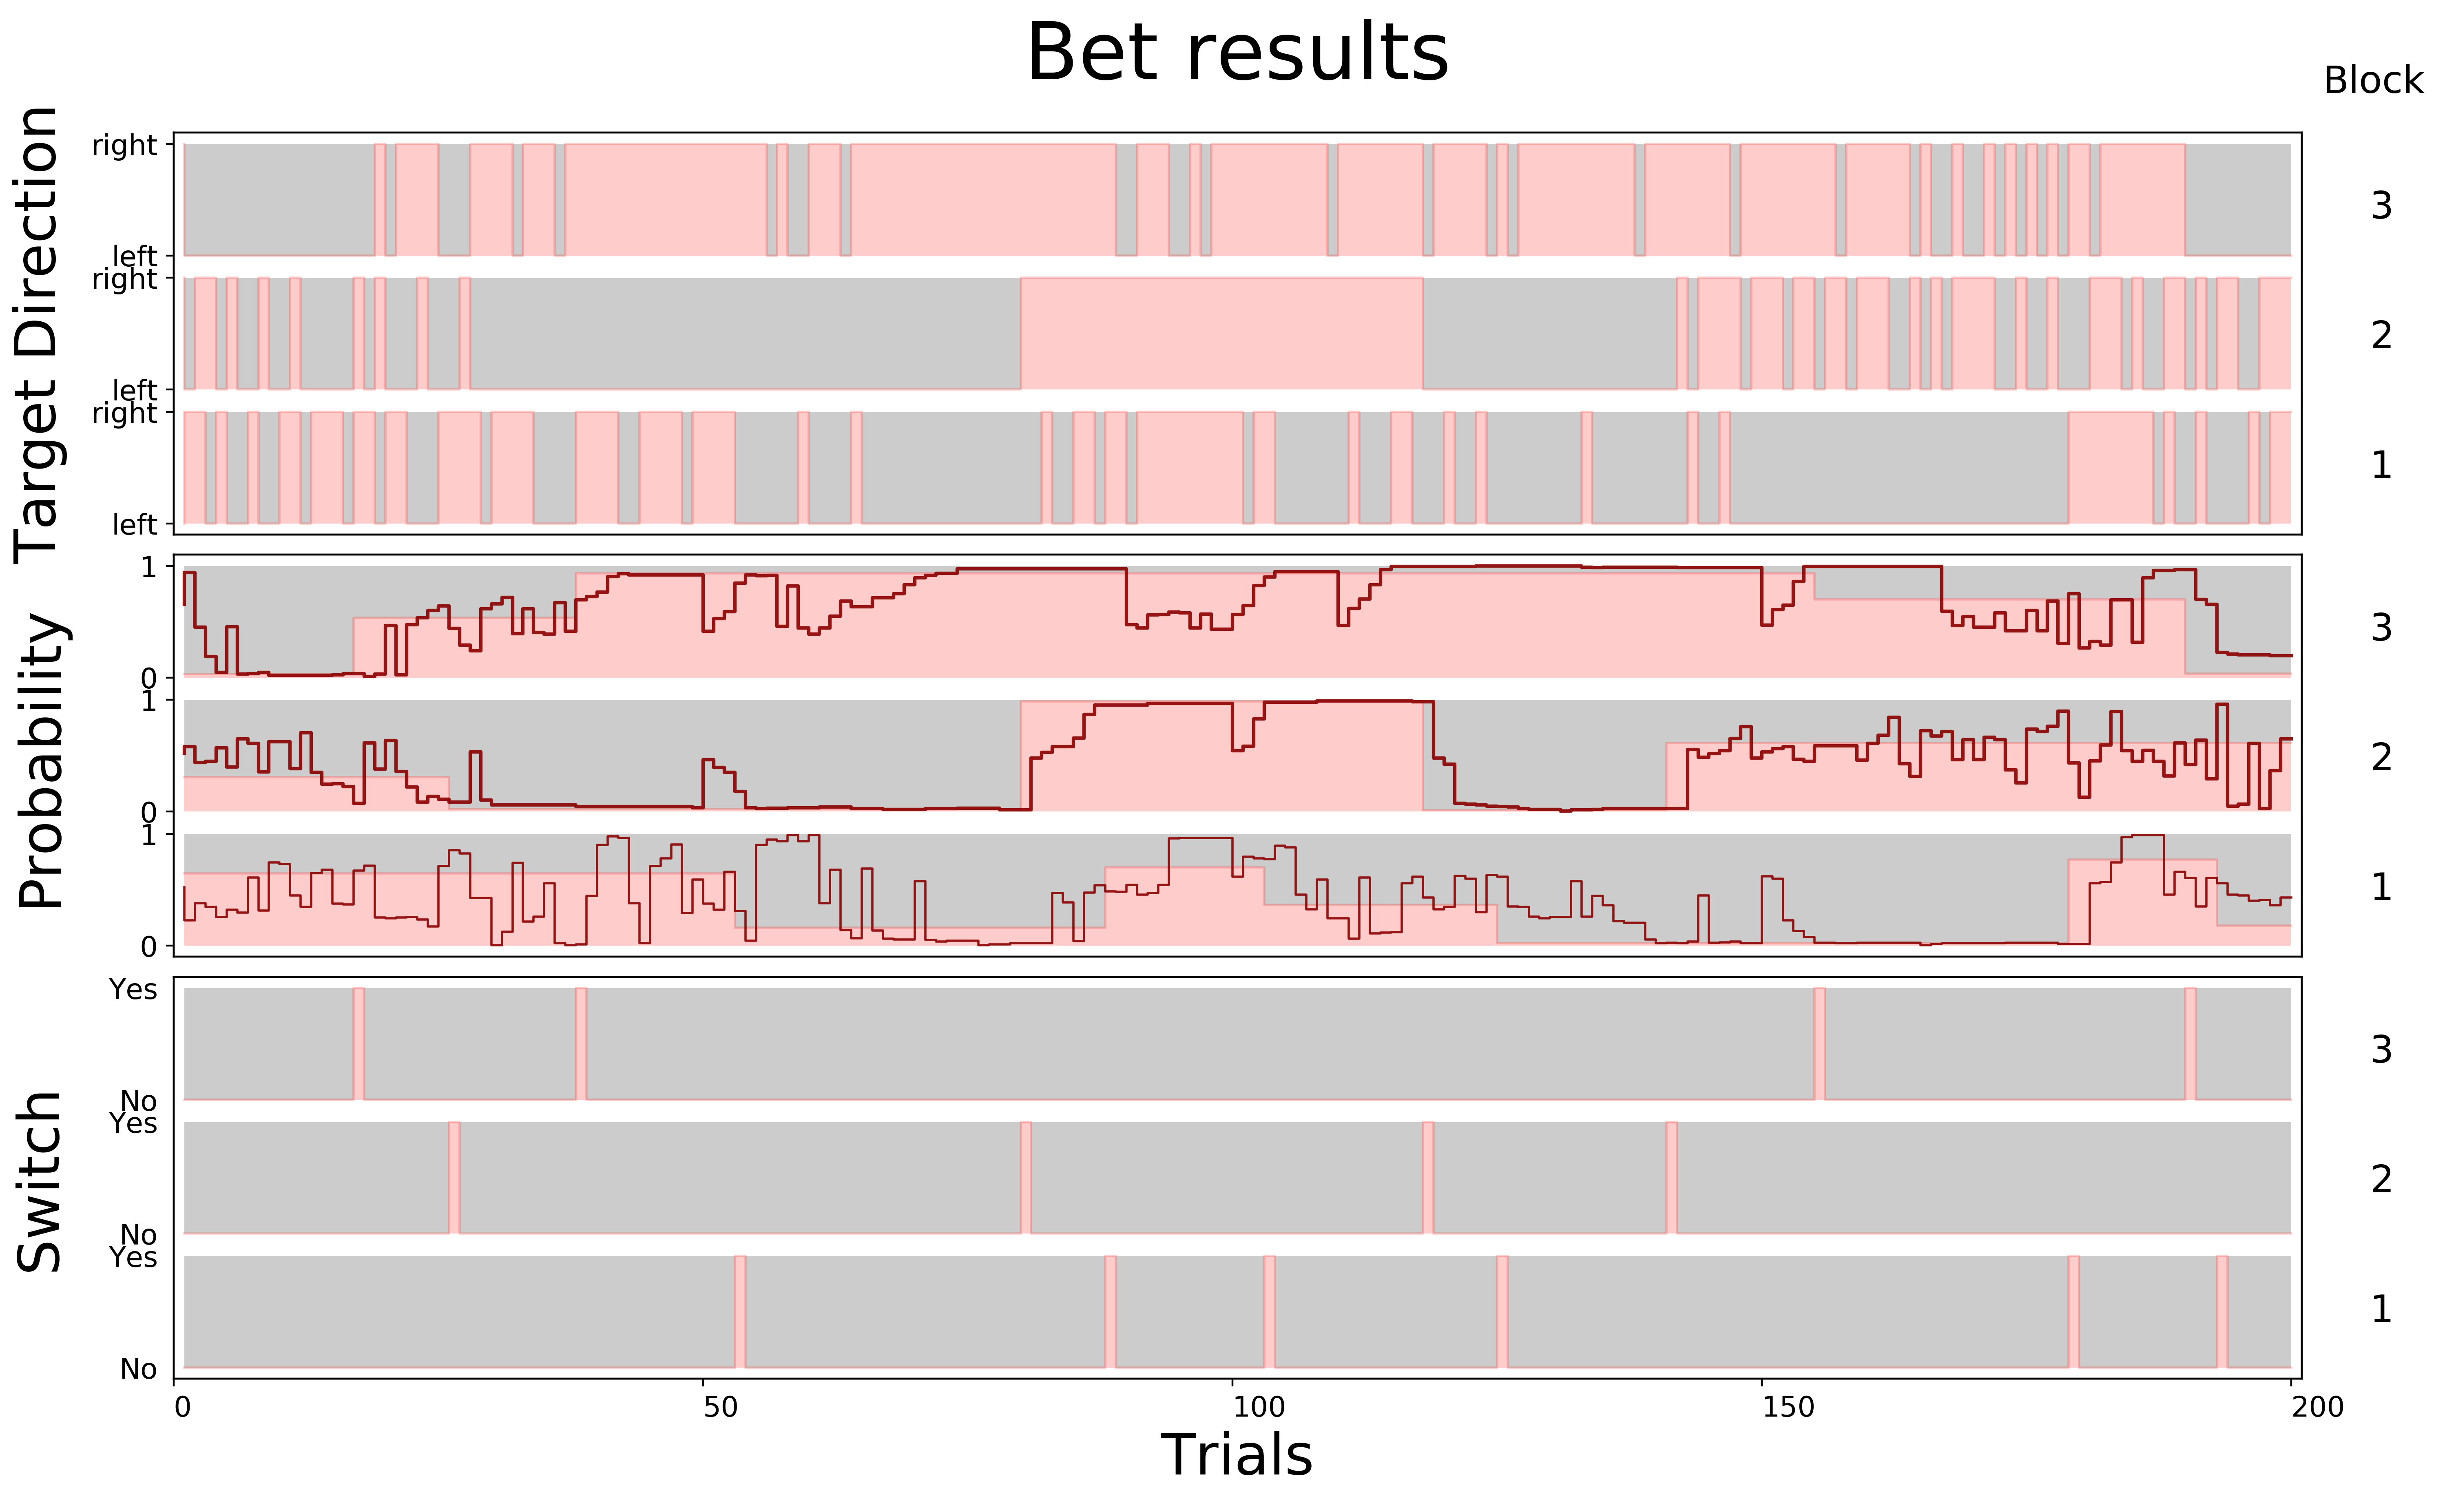 Bet results
Block
Target Direction
right
left
3
right
left
2
right
left
1
Probability
1
0
3
1
0
2
1
0
1
Switch
Yes
No
3
Yes
No
2
Yes
No
1
0
50
100
150
200
Trials